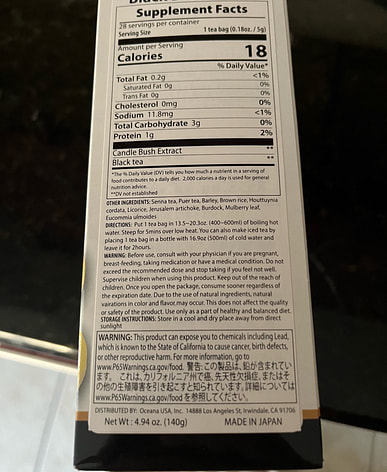 Supplement Facts
28 servings per container
Serving Size 1 tea bag (0.18oz. / 5g)
Amount per Serving
Calories 18
% Daily Value*
Total Fat 0.2g <1%
Saturated Fat 0g 0%
Trans Fat 0g 0%
Cholesterol 0mg 0%
Sodium 11.8mg <1%
Total Carbohydrate 3g 0%
Protein 1g 2%
Candle Bush Extract **
Black tea **
*The % Daily Value (DV) tells you how much a nutrient in a serving of
food contributes to a daily diet. 2,000 calories a day is used for general
nutrition advice.
**DV not established
OTHER INGREDIENTS: Senna tea, Puer tea, Barley, Brown rice, Houttuynia
cordata, Licorice, Jerusalem artichoke, Burdock, Mulberry leaf,
Eucommia ulmoides
DIRECTIONS: Put 1 tea bag in 13.5~20.3oz. (400~600ml) of boiling hot
water. Steep for 5mins over low heat. You can also make iced tea by
placing 1 tea bag in a bottle with 16.9oz (500ml) of cold water and
leave it for 2hours.
WARNING: Before use, consult with your physician if you are pregnant,
breast-feeding, taking medication or have a medical condition. Do not
exceed the recommended dose and stop taking if you feel not well.
Supervise children when using this product. Keep out of the reach of
children. Once you open the package, consume sooner regardless of
the expiration date. Due to the use of natural ingredients, natural
vairations in color and flavor may occur. This does not affect the quality
or safety of the product. Use only as a part of healthy and balanced diet.
STORAGE INSTRUCTIONS: Store in a cool and dry place away from direct
sunlight
WARNING: This product can expose you to chemicals including Lead,
which is known to the State of California to cause cancer, birth defects,
or other reproductive harm. For more information, go to
www.P65Warnings.ca.gov/food. 警告:この製品は、鉛が含まれてい
ます。 これは、カリフォルニア州で癌、先天性欠損症、またはそ
の他の生殖障害を引き起こすと知られています。詳細については
www.P65Warnings.ca.gov/food を参照してください。
DISTRIBUTED BY: Oceana USA, Inc. 14888 Los Angeles St, Irwindale, CA 91706
Net Wt : 4.94 oz. (140g) MADE IN JAPAN